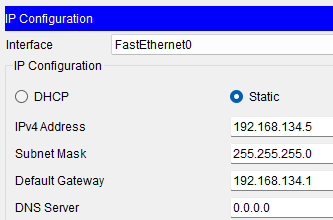 IP Configuration
Interface FastEthernet0
IP Configuration
DHCP Static
IPv4 Address 192.168.134.5
Subnet Mask 255.255.255.0
Default Gateway 192.168.134.1
DNS Server 0.0.0.0